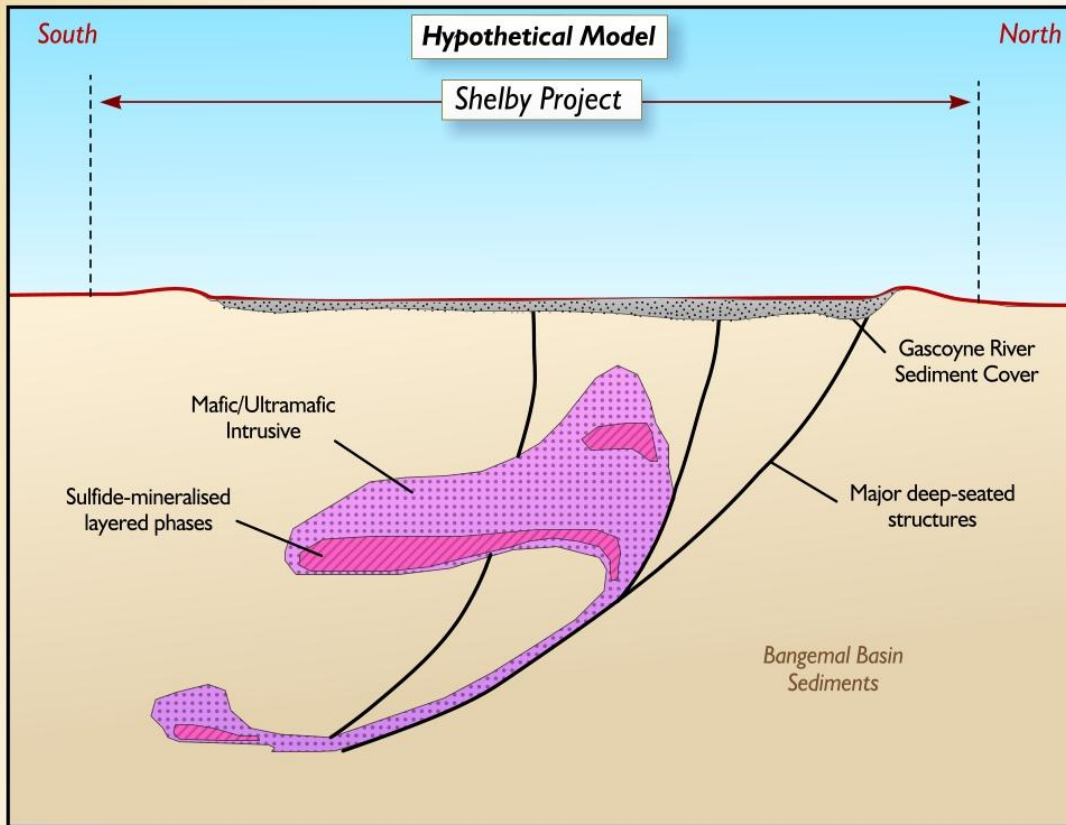 South
Hypothetical Model
North
Shelby Project
Gascoyne River
Sediment Cover
Mafic/Ultramafic
Intrusive
Sulfide-mineralised
layered phases
Major deep-seated
structures
Bangemal Basin
Sediments